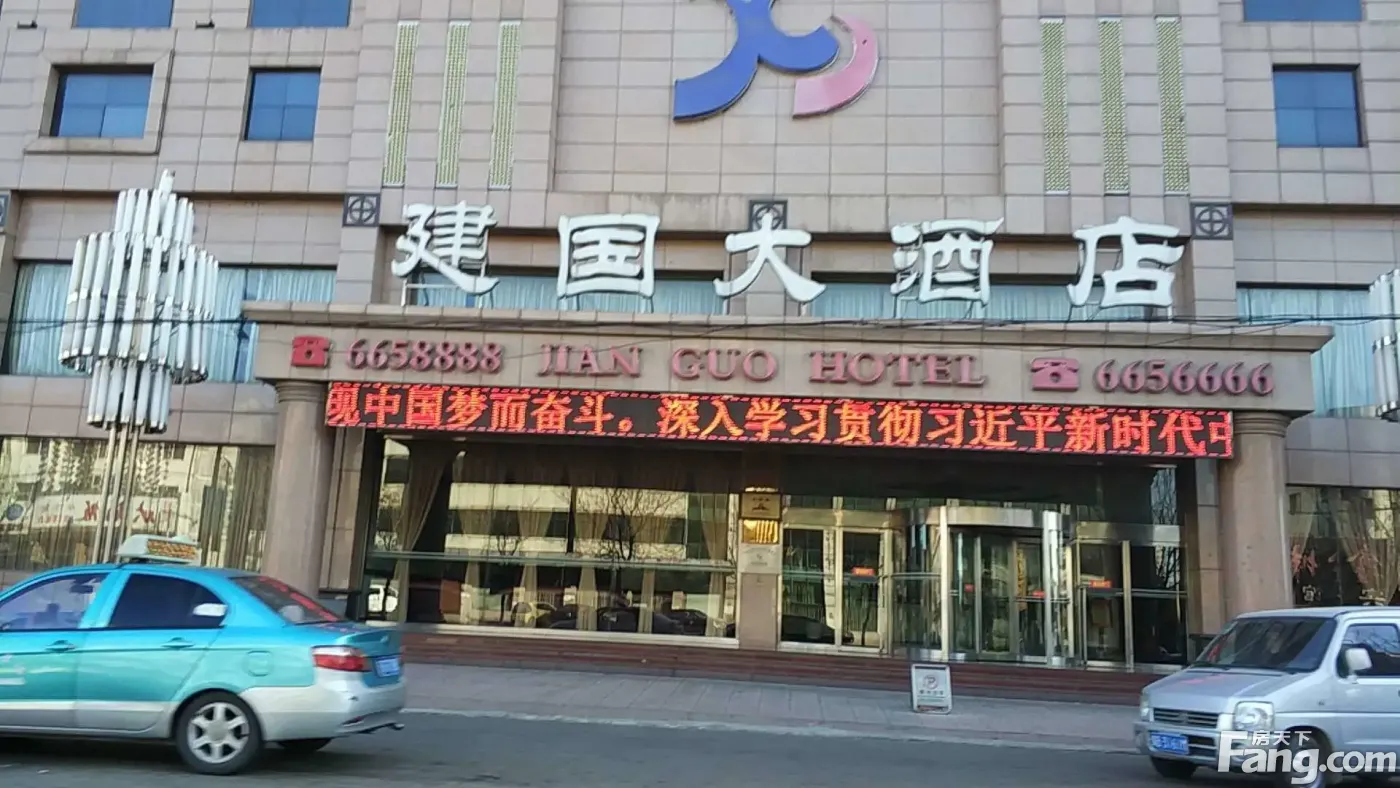 建国大酒店
6658888 JIAN GUO HOTEL 6656666
现中国梦而奋斗。深入学习贯彻习近平新时代中
房天下
Fang.com